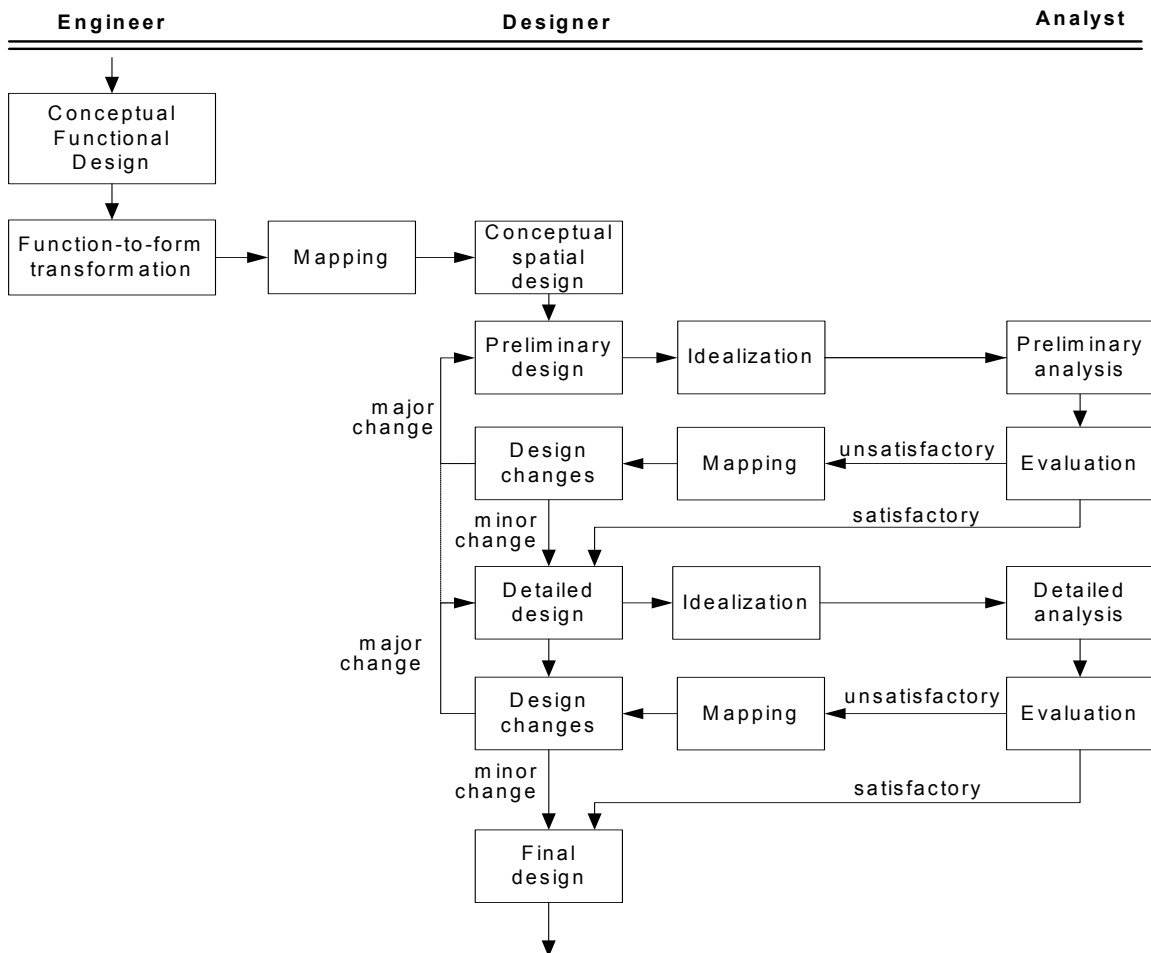 Engineer
Designer
Analyst
Conceptual
Functional
Design
Function-to-form
transformation
Mapping
Conceptual
spatial
design
Preliminary
design
Idealization
Preliminary
analysis
major
change
Design
changes
Mapping
unsatisfactory
Evaluation
minor
change
satisfactory
Detailed
design
Idealization
Detailed
analysis
major
change
Design
changes
Mapping
unsatisfactory
Evaluation
minor
change
satisfactory
Final
design